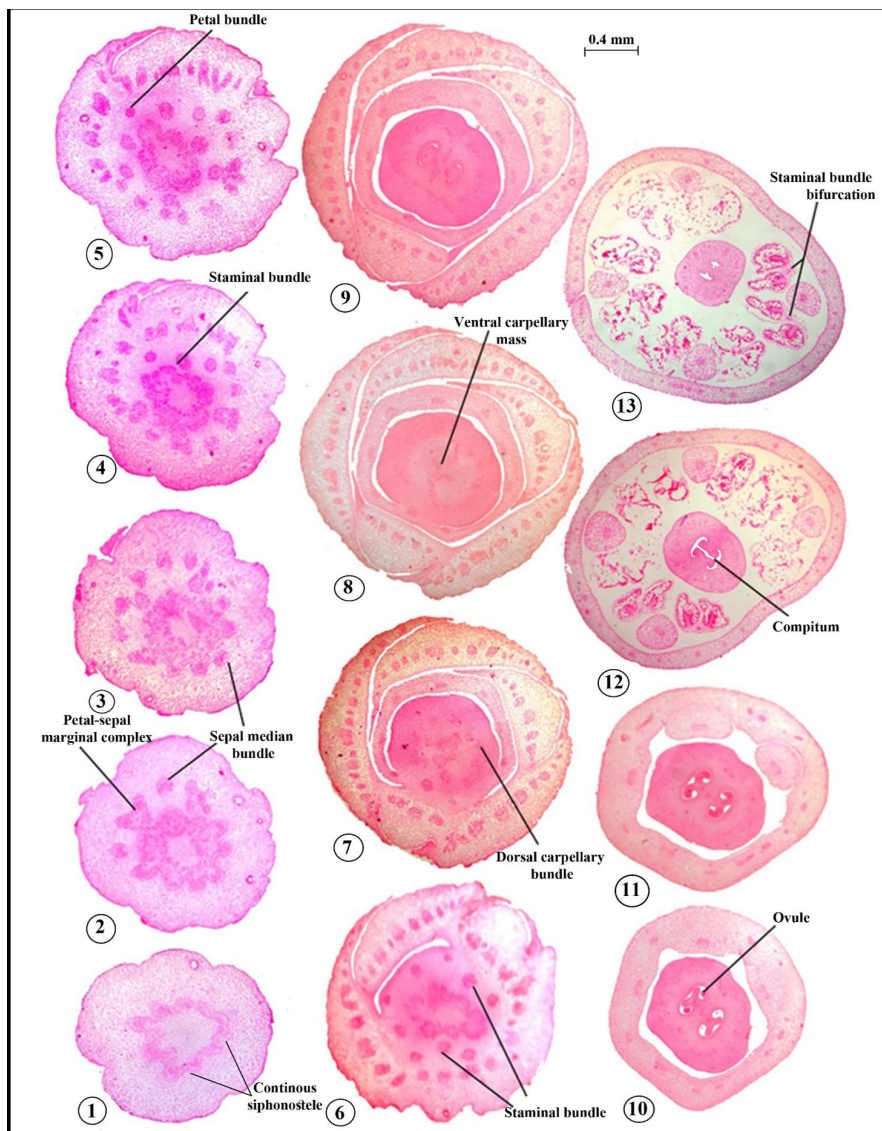 Petal bundle
5
Staminal bundle
4
3
Petal-sepal
marginal complex
Sepal median
bundle
2
1
Continous
siphonostele
9
Ventral carpellary
mass
8
7
Dorsal carpellary
bundle
6
Staminal bundle
0.4 mm
Staminal bundle
bifurcation
13
Compitum
12
11
Ovule
10